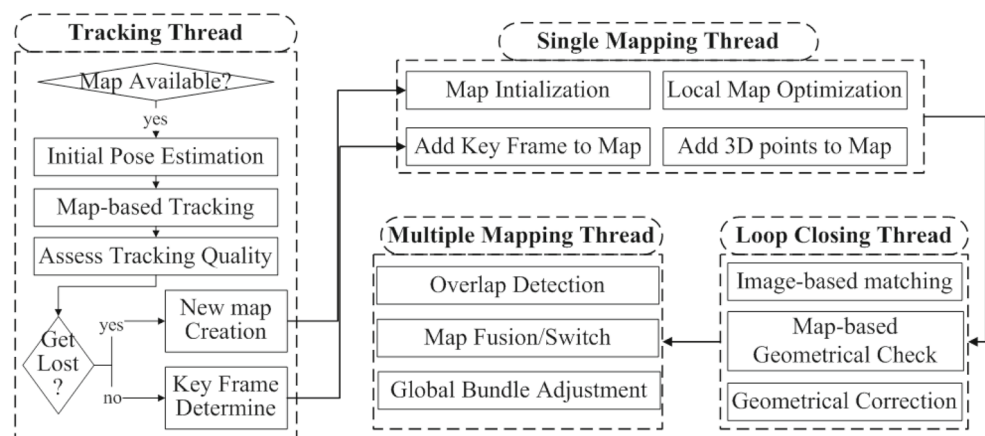 Tracking Thread
Map Available?
yes
Initial Pose Estimation
Map-based Tracking
Assess Tracking Quality
Get
Lost
?
yes
New map
Creation
no
Key Frame
Determine
Single Mapping Thread
Map Intialization
Local Map Optimization
Add Key Frame to Map
Add 3D points to Map
Multiple Mapping Thread
Overlap Detection
Map Fusion/Switch
Global Bundle Adjustment
Loop Closing Thread
Image-based matching
Map-based
Geometrical Check
Geometrical Correction